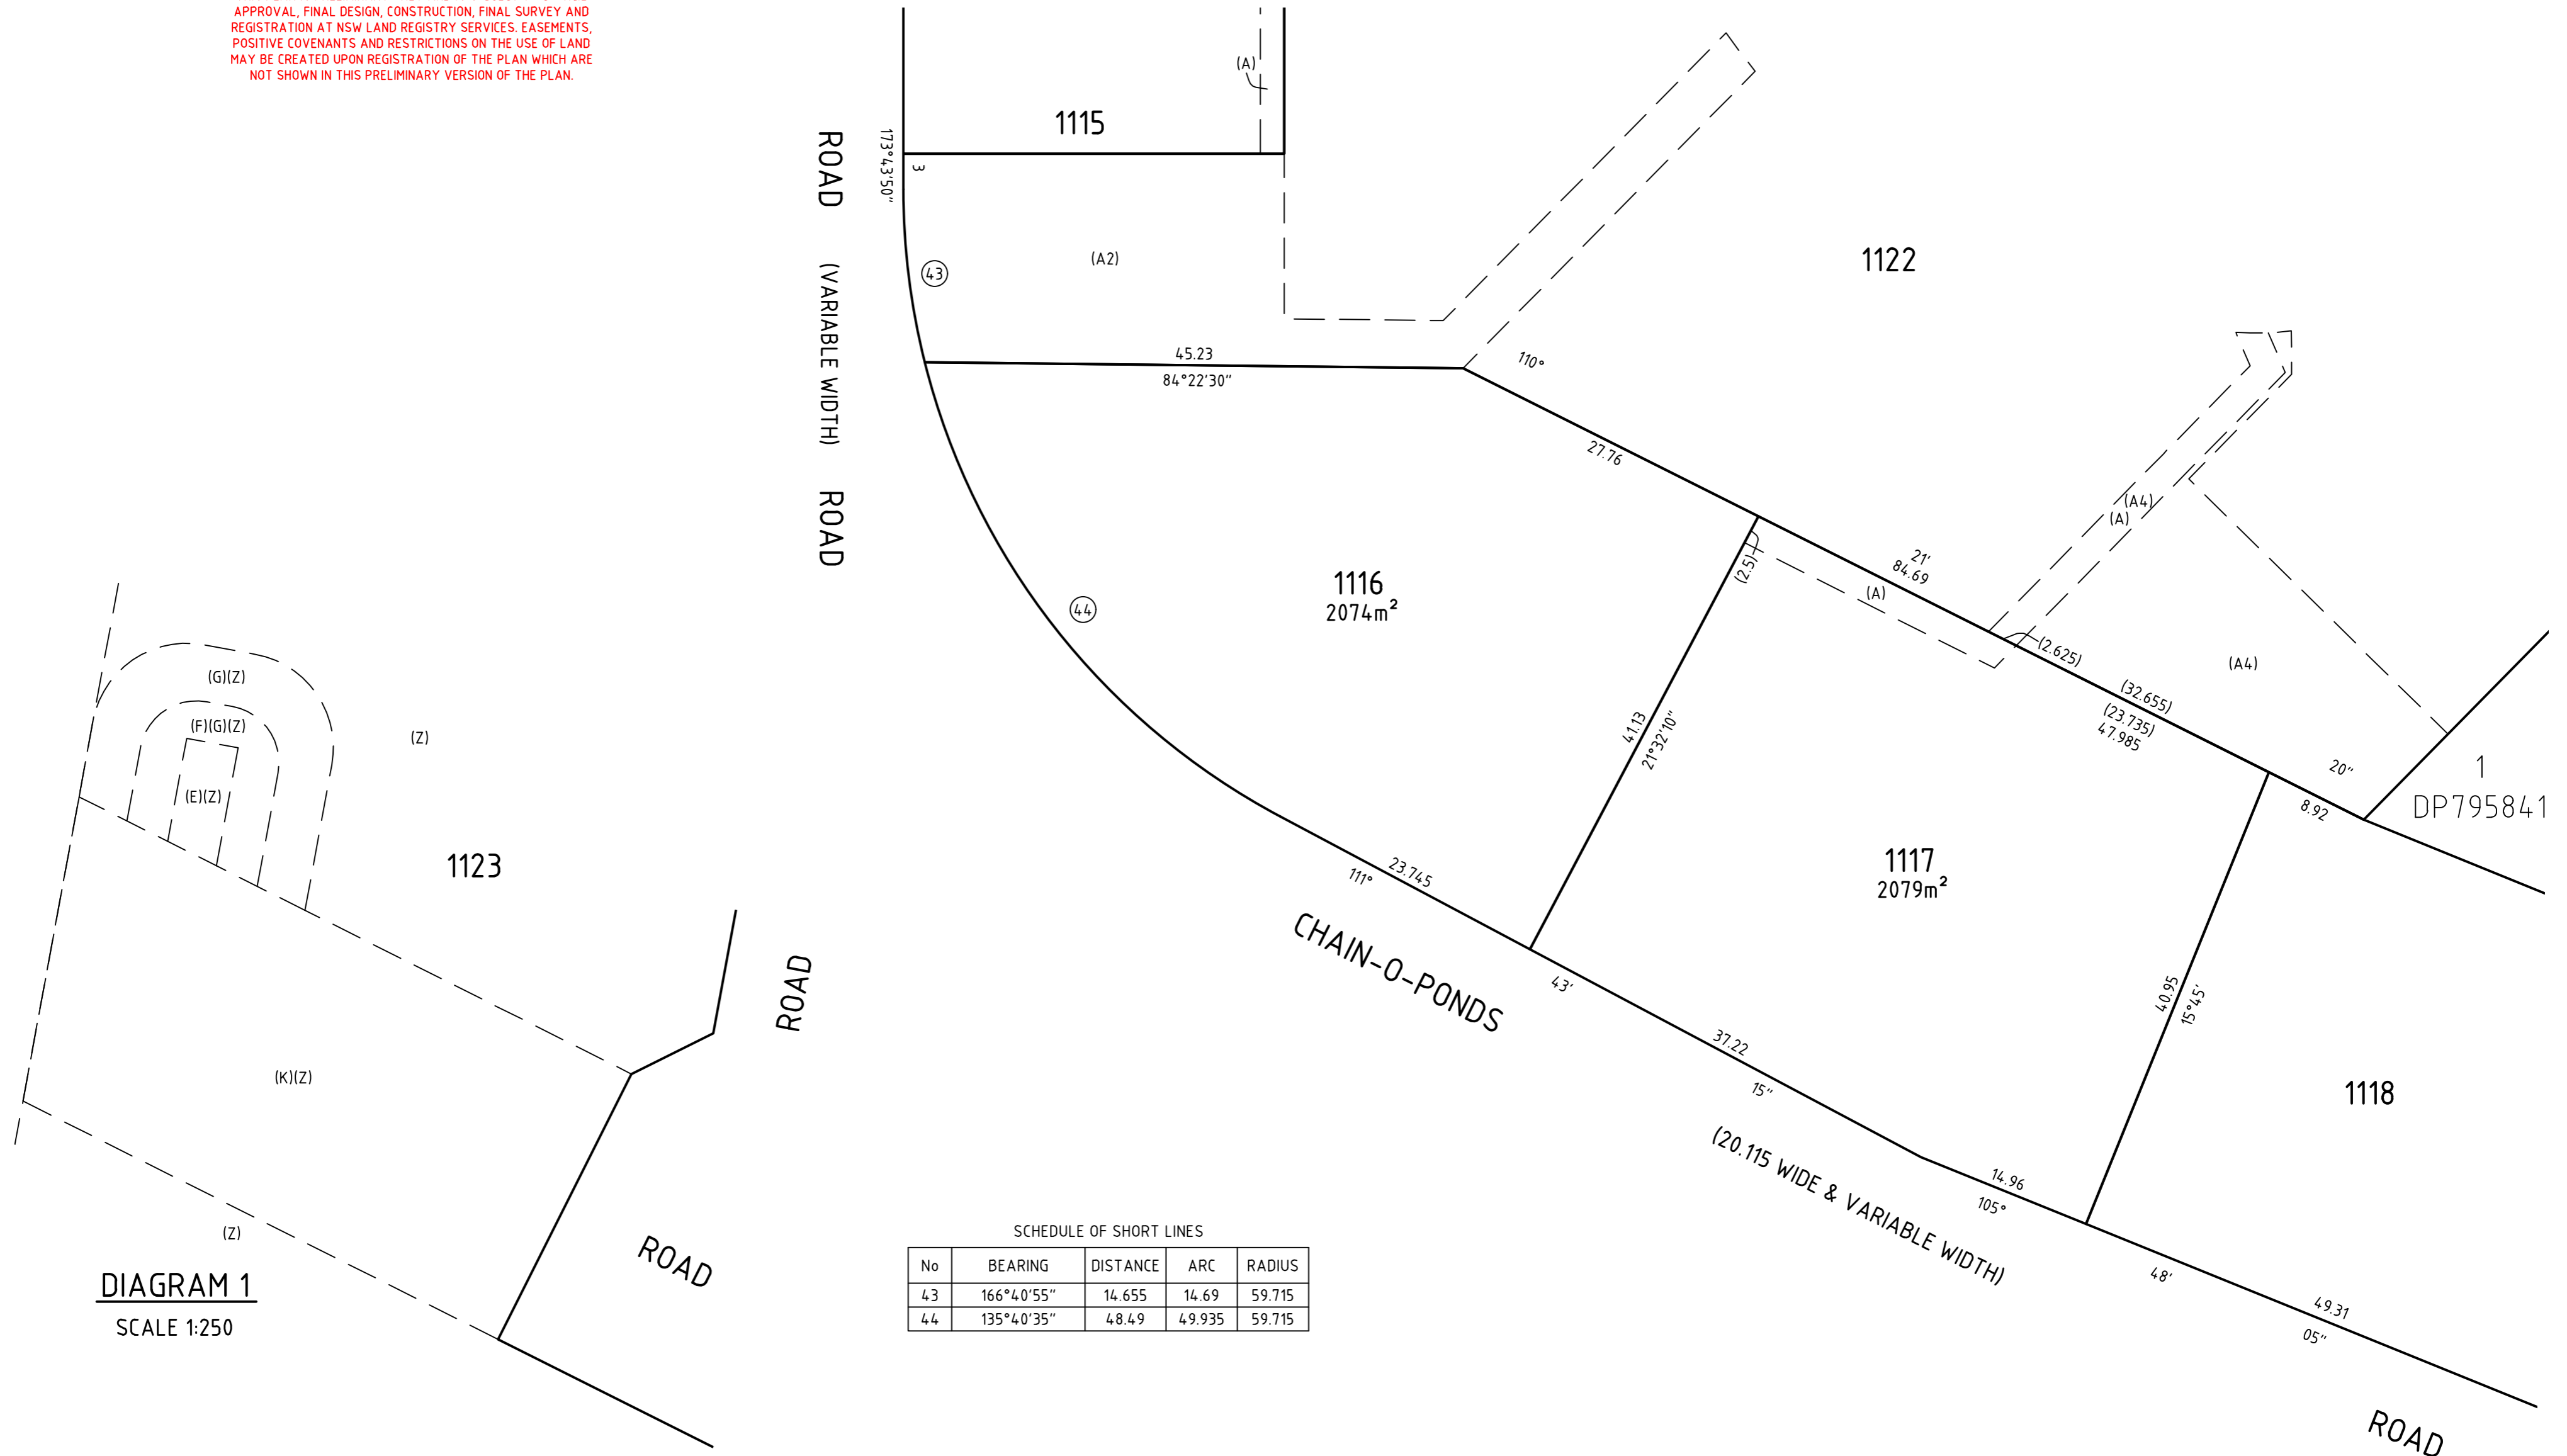 APPROVAL, FINAL DESIGN, CONSTRUCTION, FINAL SURVEY AND
REGISTRATION AT NSW LAND REGISTRY SERVICES. EASEMENTS,
POSITIVE COVENANTS AND RESTRICTIONS ON THE USE OF LAND
MAY BE CREATED UPON REGISTRATION OF THE PLAN WHICH ARE
NOT SHOWN IN THIS PRELIMINARY VERSION OF THE PLAN.
(A)
1115
ROAD (VARIABLE WIDTH) ROAD
173°43'50"
3
43
(A2)
1122
45.23
84°22'30"
110°
27.76
44
1116
2074m²
(2.5)
(A)
21'
84.69
(A4)
(A)
(2.625)
(A4)
(32.655)
(23.735)
47.985
20"
8.92
1
DP795841
41.13
21°32'10"
1117
2079m²
23.745
111°
CHAIN-O-PONDS
43'
37.22
15"
14.96
105°
(20.115 WIDE & VARIABLE WIDTH)
40.95
15°45'
1118
48'
49.31
05"
ROAD
(G)(Z)
(F)(G)(Z)
(Z)
(E)(Z)
1123
ROAD
(K)(Z)
(Z)
ROAD
DIAGRAM 1
SCALE 1:250
SCHEDULE OF SHORT LINES
No BEARING DISTANCE ARC RADIUS
43 166°40'55" 14.655 14.69 59.715
44 135°40'35" 48.49 49.935 59.715